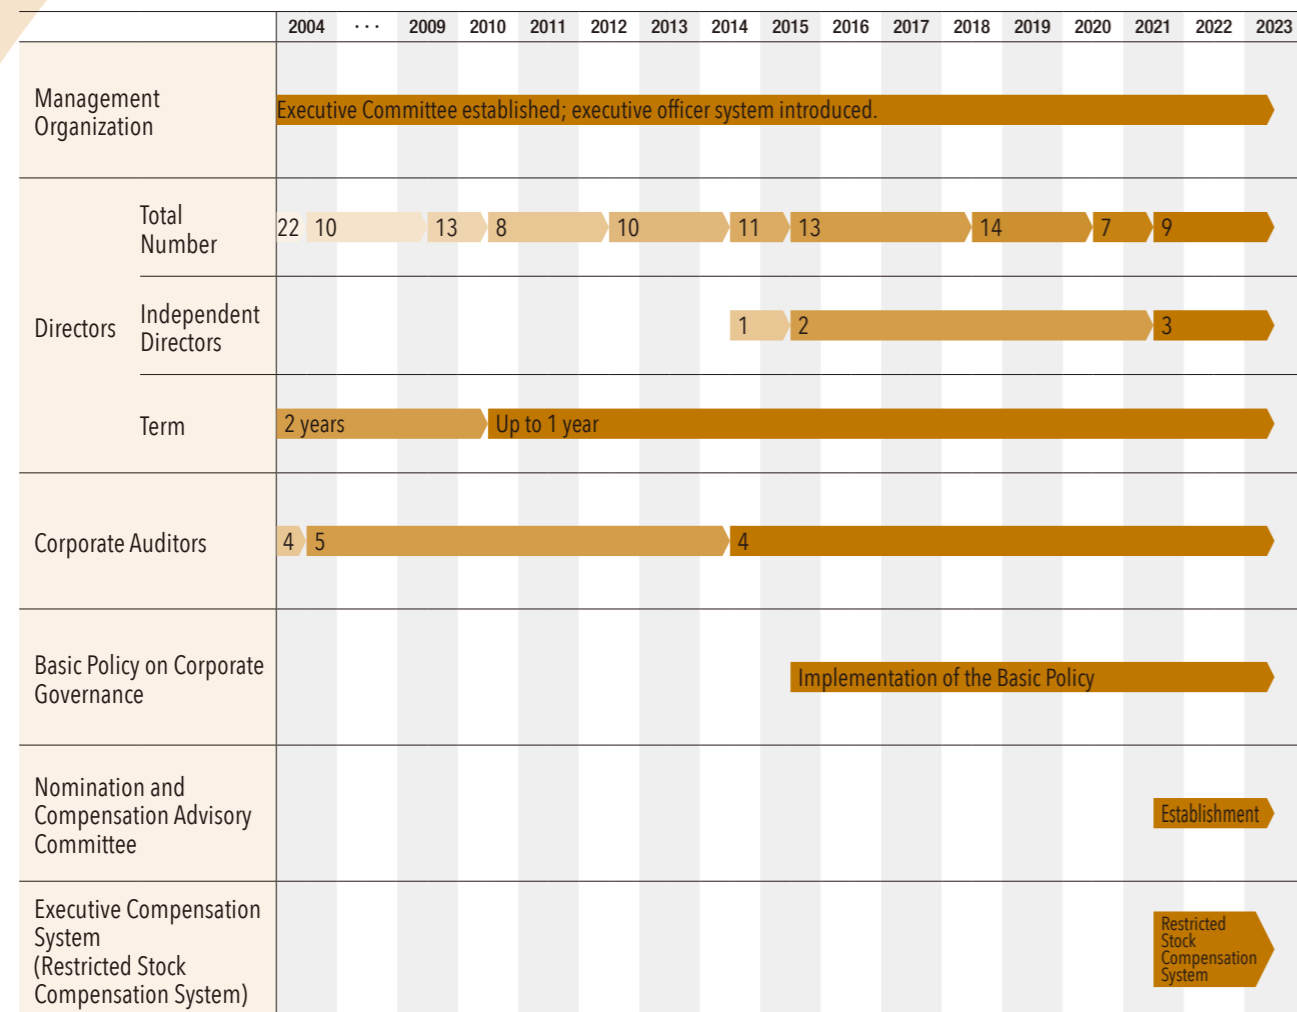 2004 ··· 2009 2010 2011 2012 2013 2014 2015 2016 2017 2018 2019 2020 2021 2022 2023
Management
Organization
Executive Committee established; executive officer system introduced.
Directors
Total
Number
22 10 13 8 10 11 13 14 7 9
Independent
Directors
1 2 3
Term
2 years Up to 1 year
Corporate Auditors
4 5 4
Basic Policy on Corporate
Governance
Implementation of the Basic Policy
Nomination and
Compensation Advisory
Committee
Establishment
Executive Compensation
System
(Restricted Stock
Compensation System)
Restricted
Stock
Compensation
System